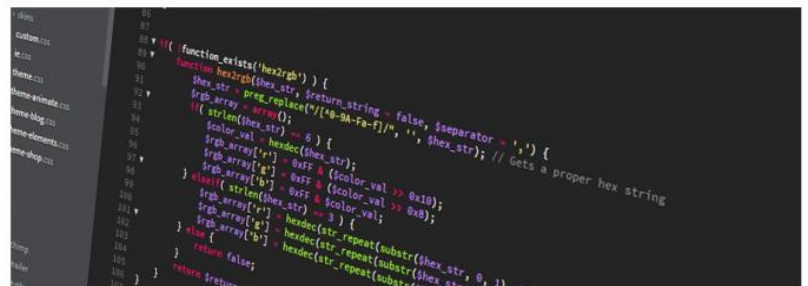 skins
custom.css
ie.css
theme.css
theme-animate.css
theme-blog.css
theme-elements.css
theme-shop.css
86
87
88 if( !function_exists('hex2rgb') ) {
89 function hex2rgb($hex_str, $return_string = false, $separator = ',') {
90 $hex_str = preg_replace("/[^0-9A-Fa-f]/", '', $hex_str); // Gets a proper hex string
91 $rgb_array = array();
92 if( strlen($hex_str) == 6 ) {
93 $color_val = hexdec($hex_str);
94 $rgb_array['r'] = 0xFF & ($color_val >> 0x10);
95 $rgb_array['g'] = 0xFF & ($color_val >> 0x8);
96 $rgb_array['b'] = 0xFF & $color_val;
97 } elseif( strlen($hex_str) == 3 ) {
98 $rgb_array['r'] = hexdec(str_repeat(substr($hex_str, 0, 1)
99 $rgb_array['g'] = hexdec(str_repeat(substr($hex_str
100 $rgb_array['b'] = hexdec(str_repeat(substr(
101 } else {
102 return false;
103 }
104 return
105 }
106 }